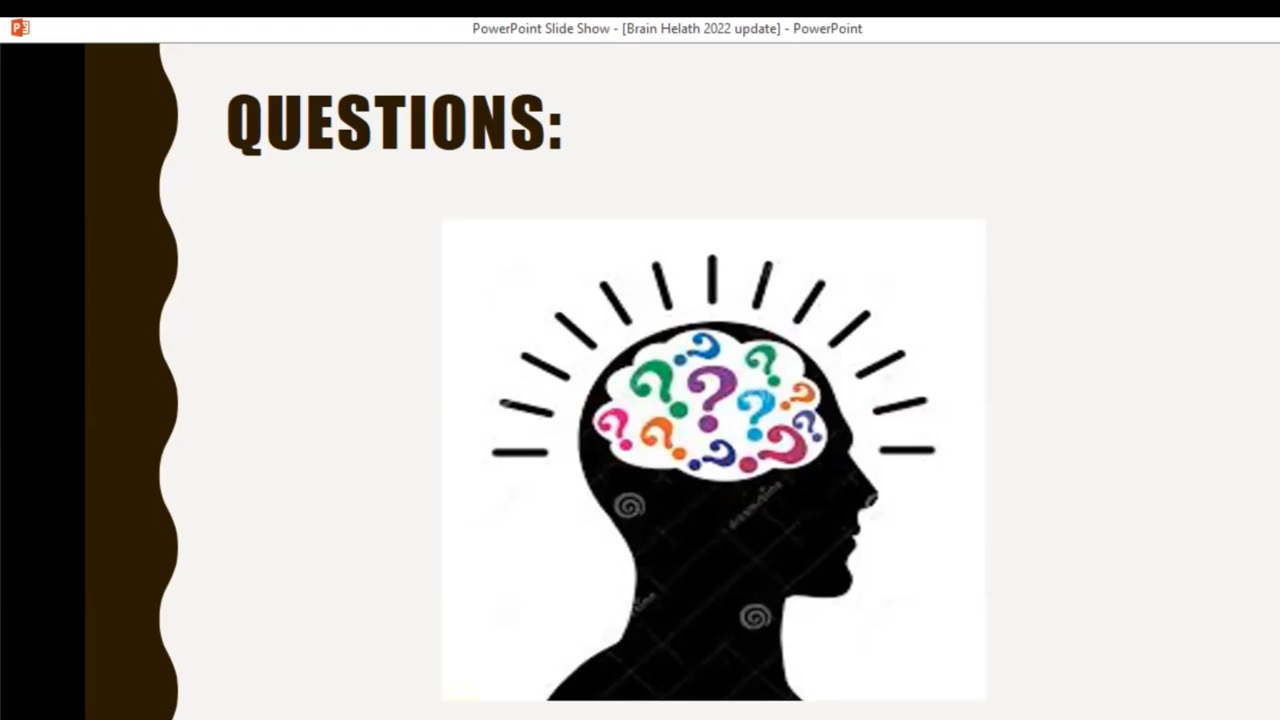 PowerPoint Slide Show - [Brain Helath 2022 update] - PowerPoint
QUESTIONS: